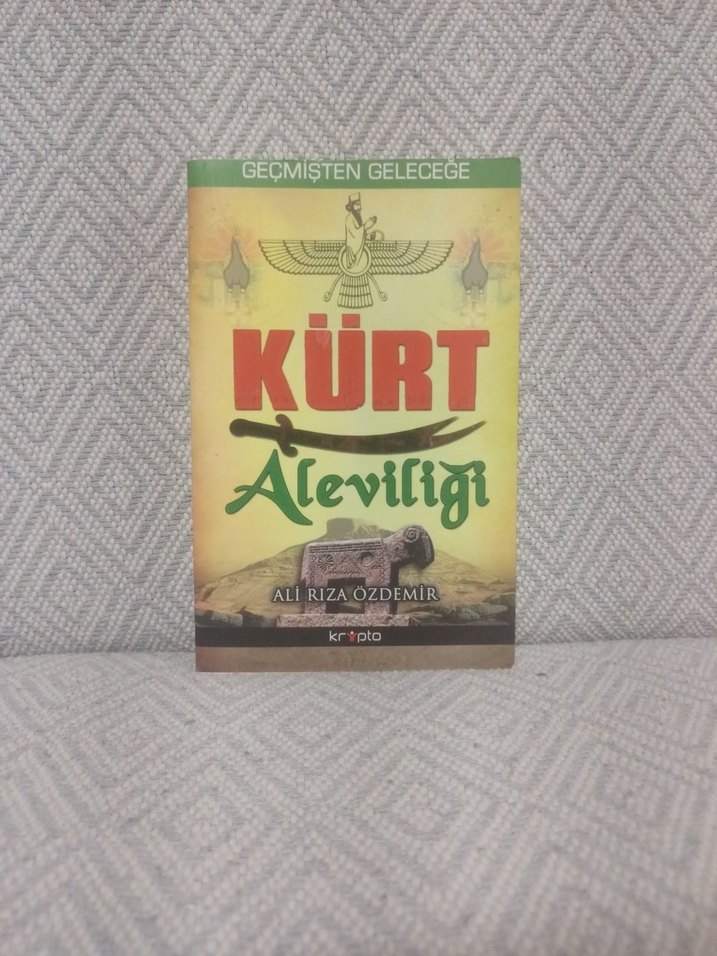 GEÇMİŞTEN GELECEĞE
KÜRT
Aleviliği
ALİ RIZA ÖZDEMİR
kripto